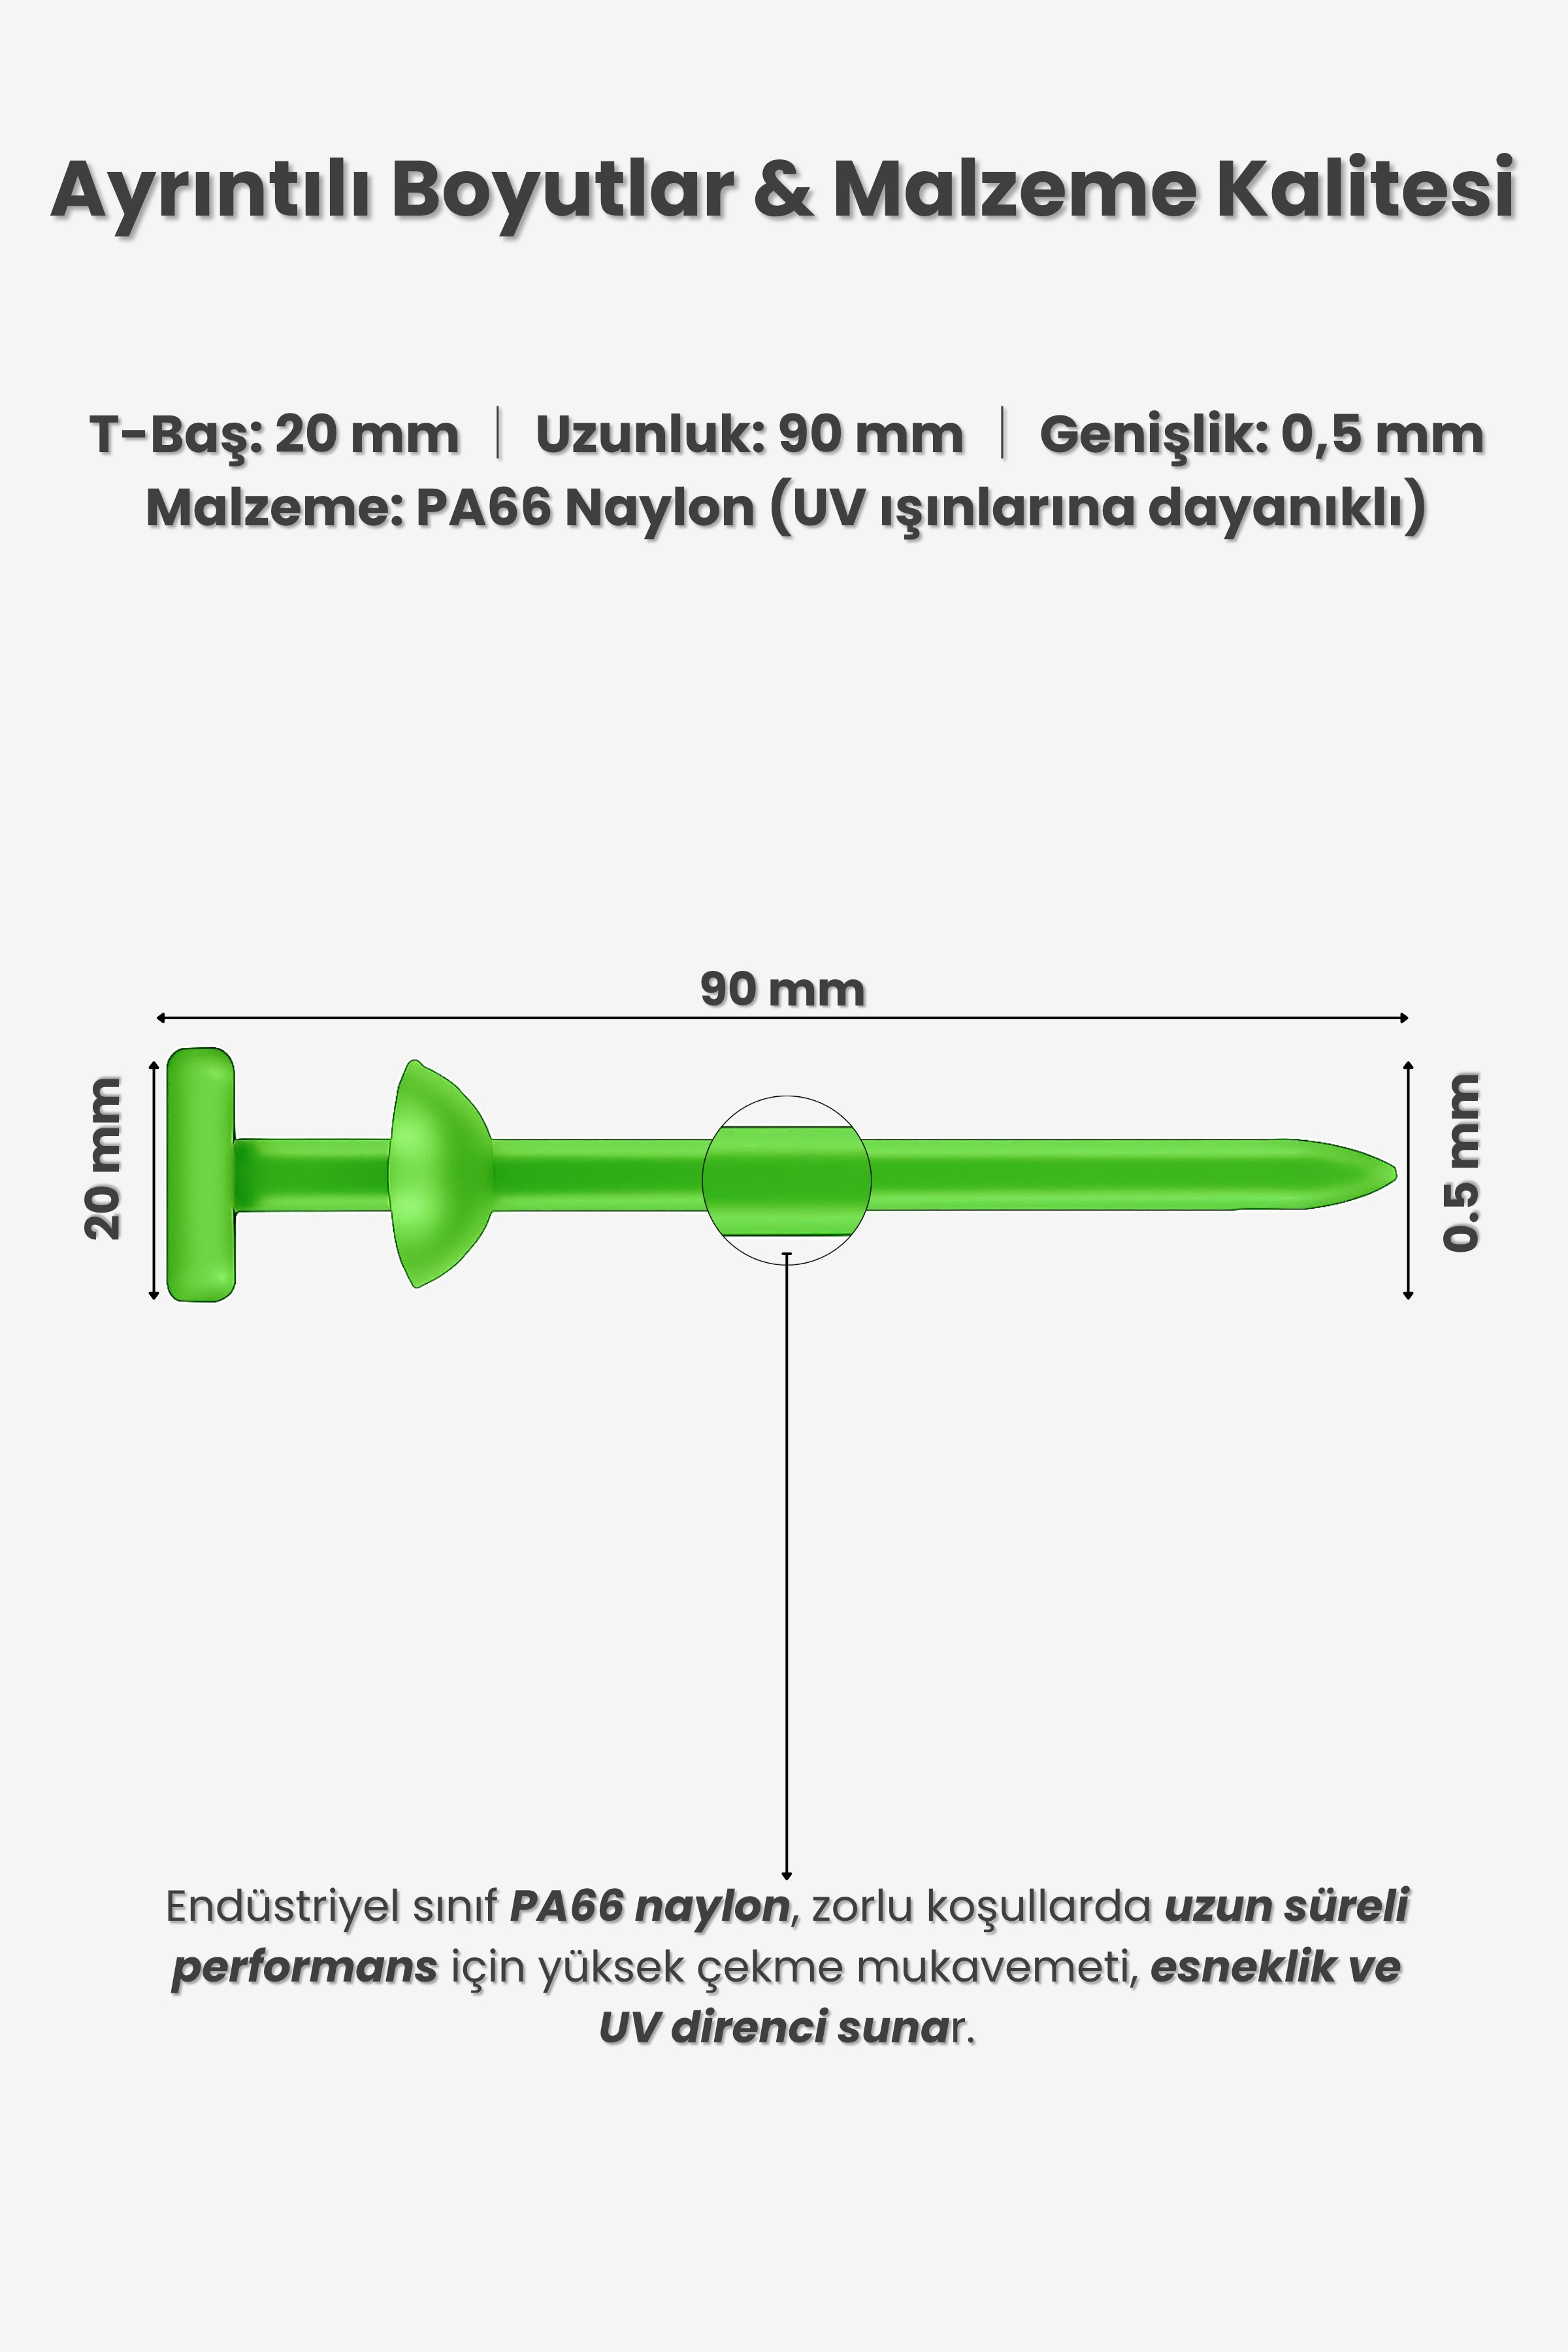 Ayrıntılı Boyutlar & Malzeme Kalitesi
T-Baş: 20 mm | Uzunluk: 90 mm | Genişlik: 0,5 mm
Malzeme: PA66 Naylon (UV ışınlarına dayanıklı)
90 mm
20 mm
0.5 mm
Endüstriyel sınıf PA66 naylon, zorlu koşullarda uzun süreli
performans için yüksek çekme mukavemeti, esneklik ve
UV direnci sunar.